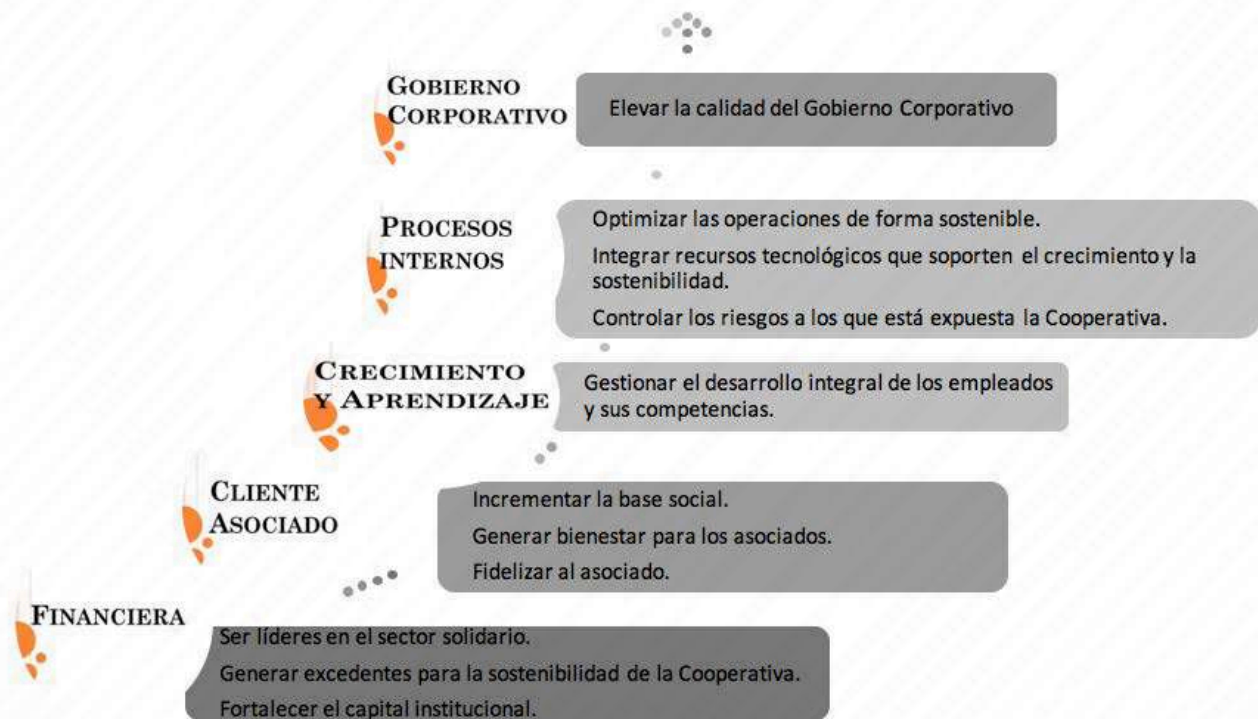 GOBIERNO
CORPORATIVO
Elevar la calidad del Gobierno Corporativo
PROCESOS
INTERNOS
Optimizar las operaciones de forma sostenible.
Integrar recursos tecnológicos que soporten el crecimiento y la
sostenibilidad.
Controlar los riesgos a los que está expuesta la Cooperativa.
CRECIMIENTO
Y APRENDIZAJE
Gestionar el desarrollo integral de los empleados
y sus competencias.
CLIENTE
ASOCIADO
Incrementar la base social.
Generar bienestar para los asociados.
Fidelizar al asociado.
FINANCIERA
Ser líderes en el sector solidario.
Generar excedentes para la sostenibilidad de la Cooperativa.
Fortalecer el capital institucional.